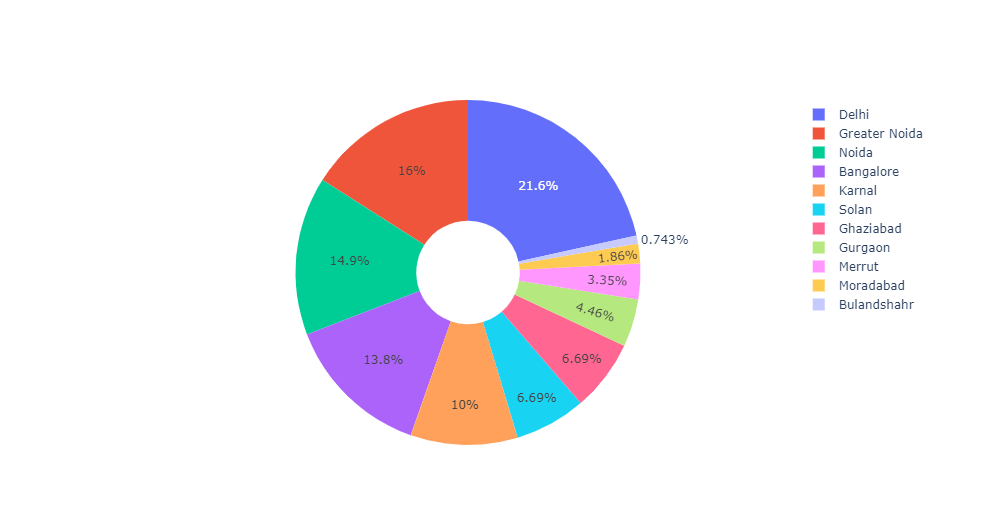 16%
21.6%
14.9%
0.743%
1.86%
3.35%
4.46%
13.8%
6.69%
6.69%
10%
Delhi
Greater Noida
Noida
Bangalore
Karnal
Solan
Ghaziabad
Gurgaon
Merrut
Moradabad
Bulandshahr